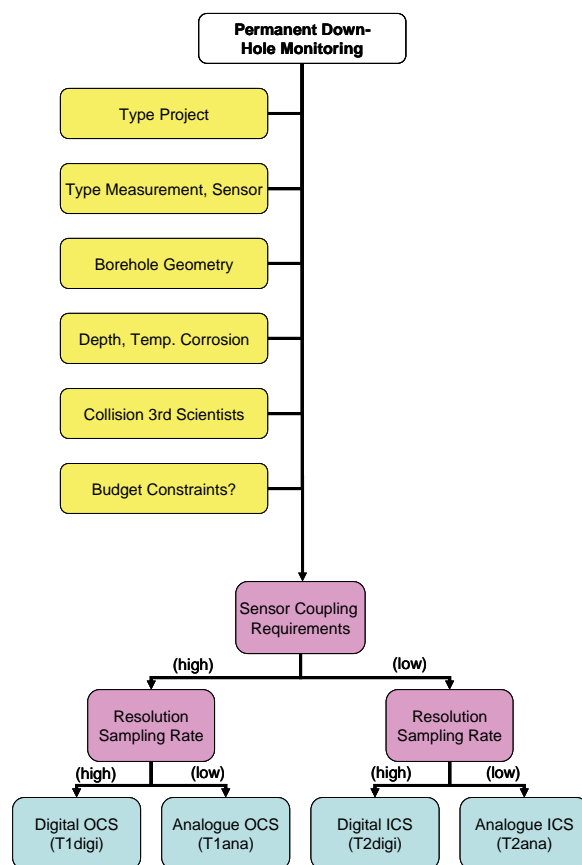 Permanent Down-
Hole Monitoring
Type Project
Type Measurement, Sensor
Borehole Geometry
Depth, Temp. Corrosion
Collision 3rd Scientists
Budget Constraints?
Sensor Coupling
Requirements
(high)
(low)
Resolution
Sampling Rate
Resolution
Sampling Rate
(high)
(low)
(high)
(low)
Digital OCS
(T1digi)
Analogue OCS
(T1ana)
Digital ICS
(T2digi)
Analogue ICS
(T2ana)